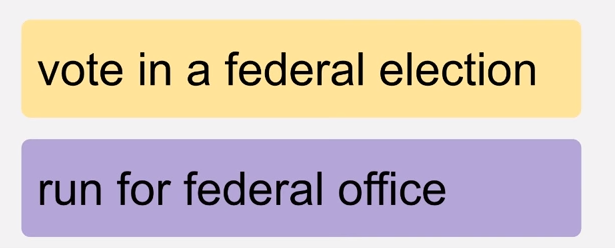 vote in a federal election
run for federal office